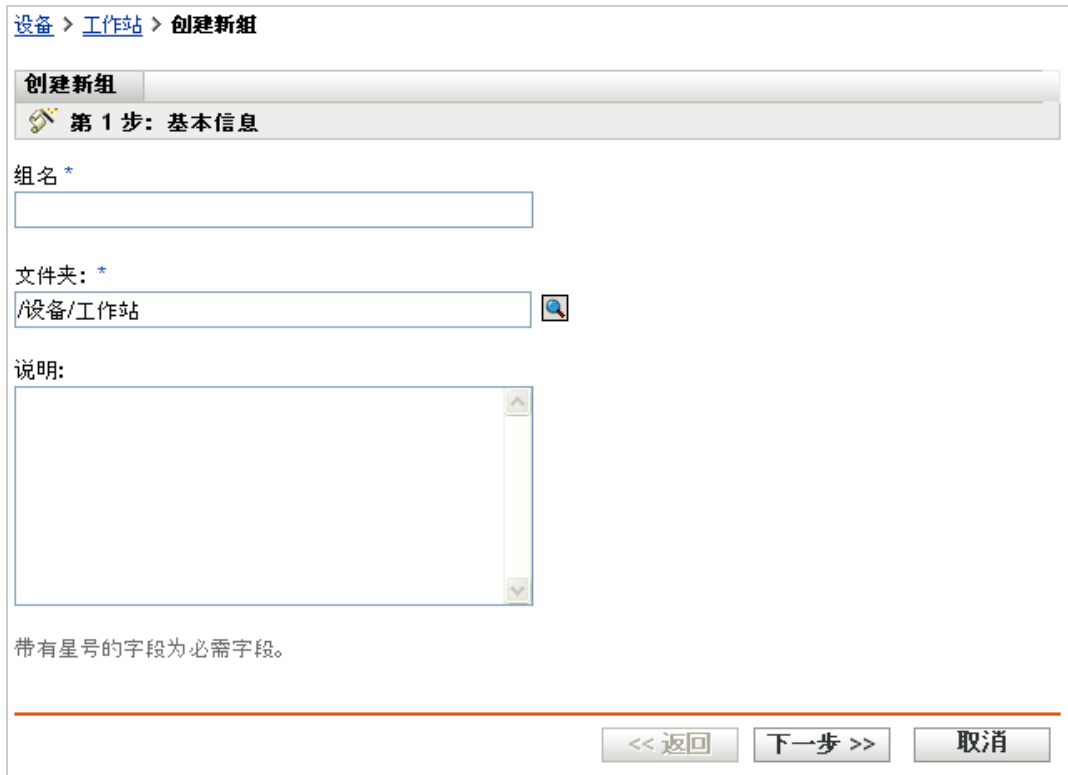 设备 > 工作站 > 创建新组
创建新组
第 1 步: 基本信息
组名 *
文件夹: *
/设备/工作站
说明:
带有星号的字段为必需字段。
<< 返回 下一步 >> 取消